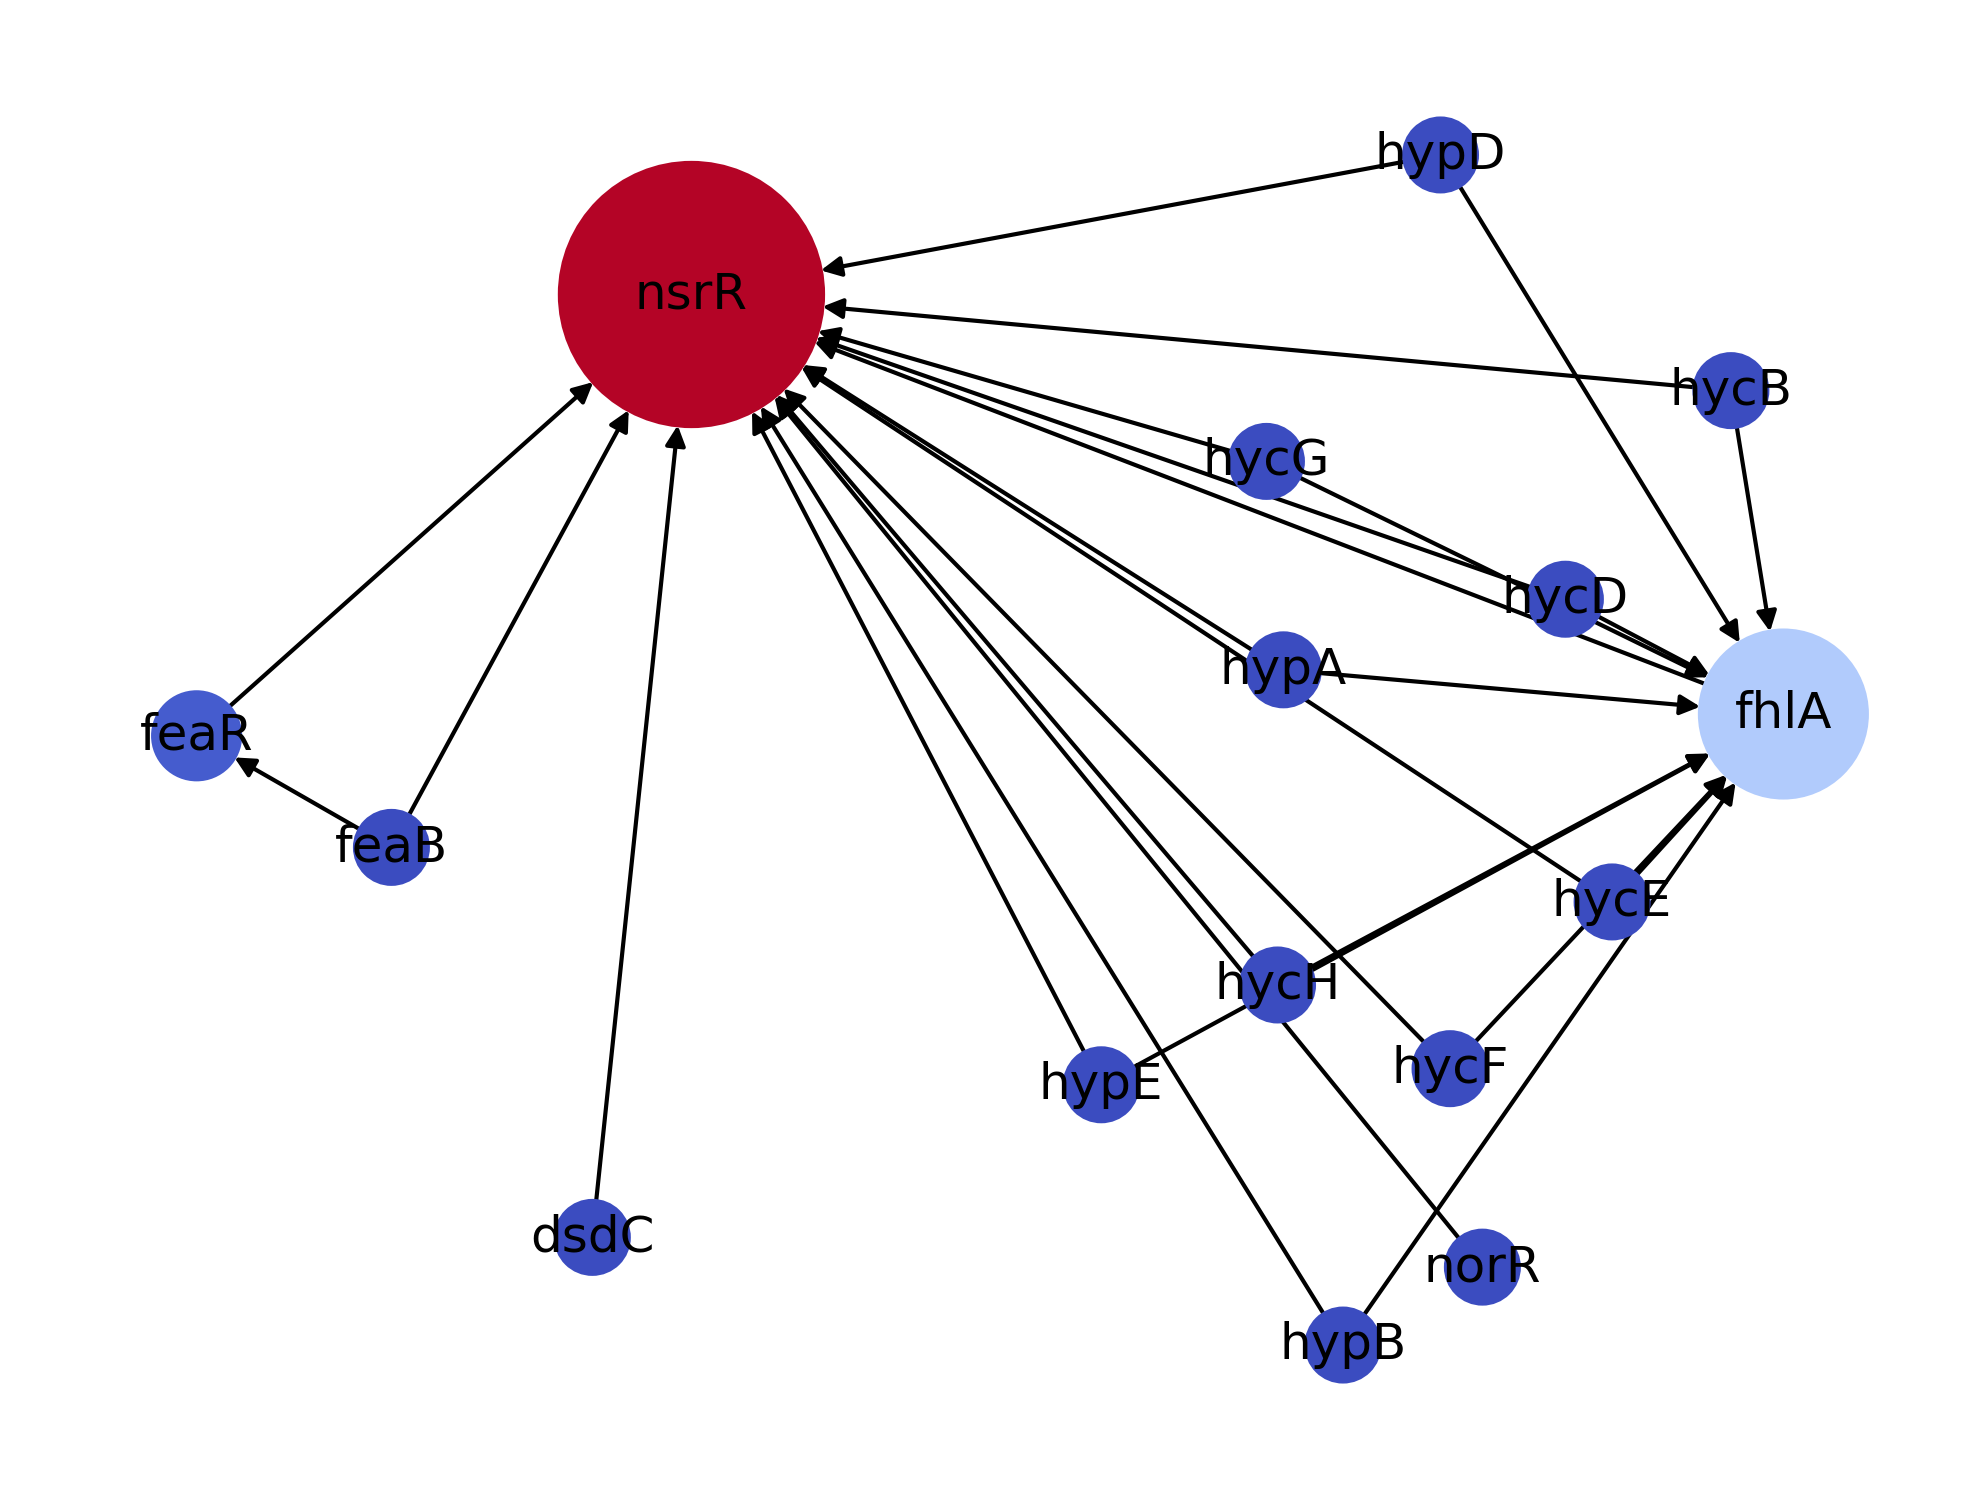 hypD
nsrR
hycB
hycG
hycD
hypA
fhlA
feaR
feaB
hycE
hycH
hycF
hypE
dsdC
norR
hypB